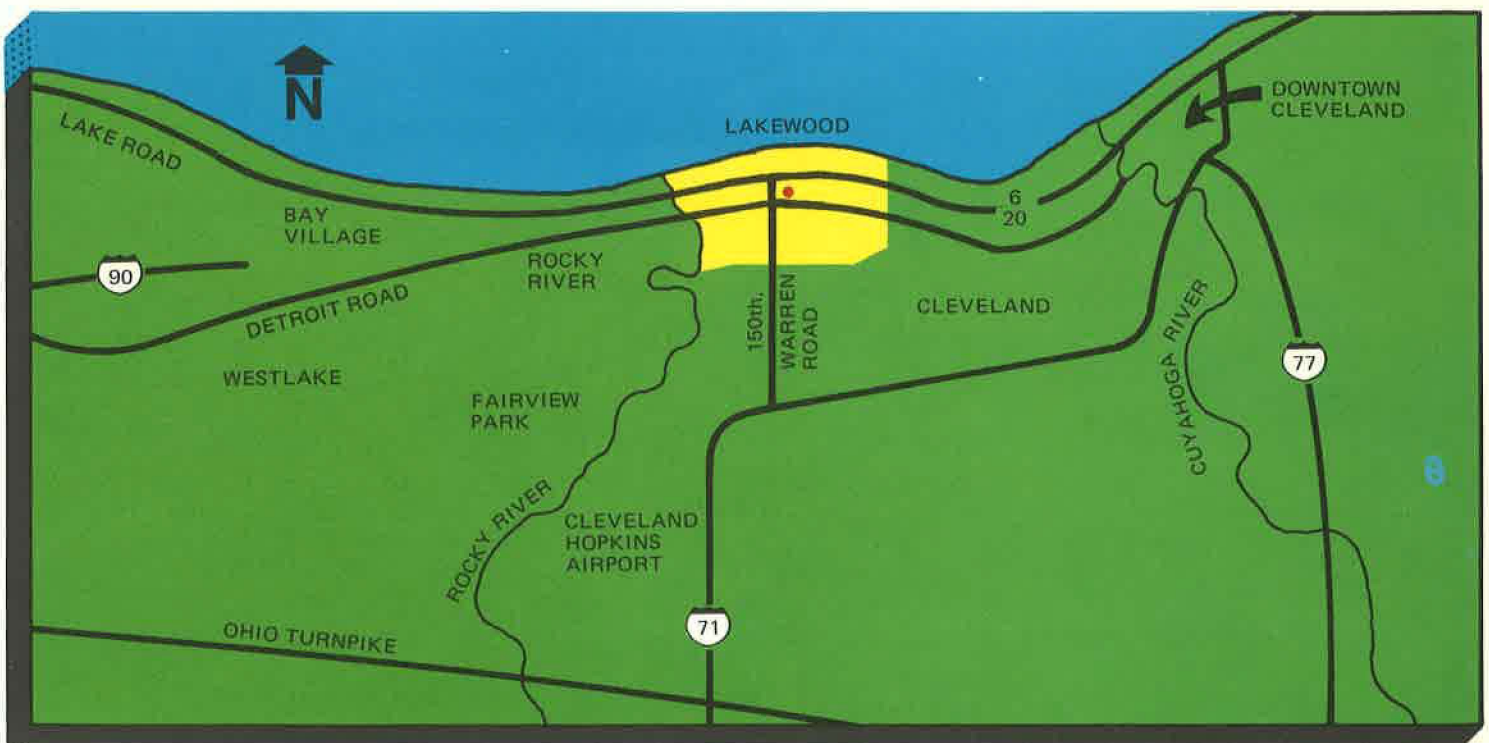 N
LAKEWOOD
DOWNTOWN
CLEVELAND
LAKE ROAD
BAY
VILLAGE
6
20
90
ROCKY
RIVER
DETROIT ROAD
150th.
WARREN
ROAD
CLEVELAND
CUYAHOGA RIVER
77
WESTLAKE
FAIRVIEW
PARK
ROCKY RIVER
CLEVELAND
HOPKINS
AIRPORT
71
OHIO TURNPIKE
8